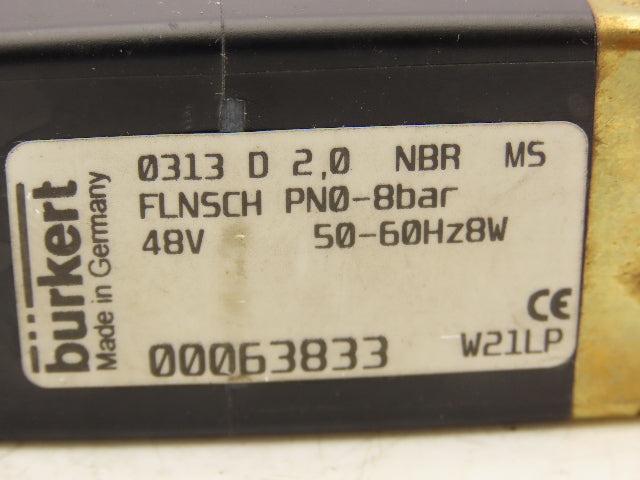 0313 D 2,0 NBR MS
FLNSCH PN0-8bar
48V 50-60Hz8W
CE
00063833 W21LP
bürkert
Made in Germany